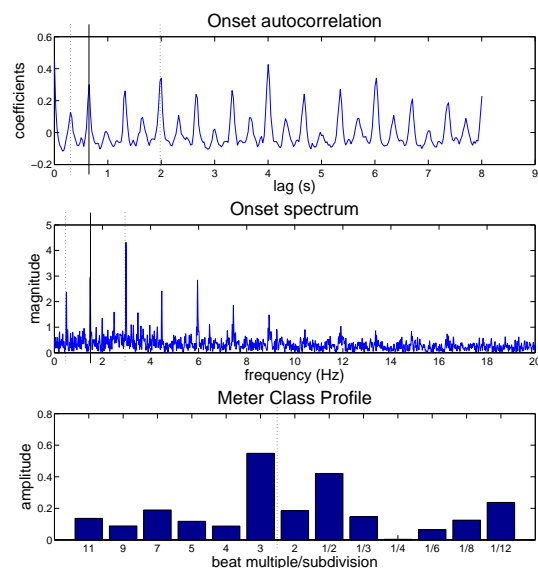 Onset autocorrelation
coefficients
0.6
0.4
0.2
0
−0.2
0 1 2 3 4 5 6 7 8 9
lag (s)
Onset spectrum
magnitude
5
4
3
2
1
0
0 2 4 6 8 10 12 14 16 18 20
frequency (Hz)
Meter Class Profile
amplitude
0.8
0.6
0.4
0.2
0
11 9 7 5 4 3 2 1/2 1/3 1/4 1/6 1/8 1/12
beat multiple/subdivision